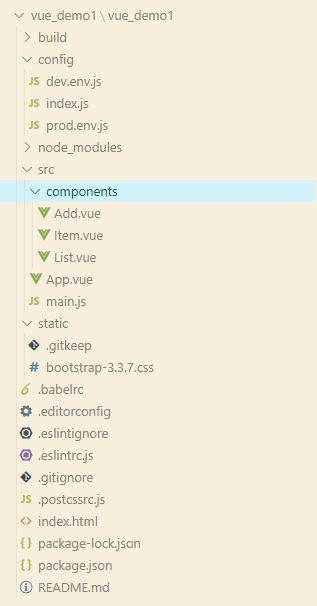 vue_demo1 \ vue_demo1
build
config
JS dev.env.js
JS index.js
JS prod.env.js
node_modules
src
components
Add.vue
Item.vue
List.vue
App.vue
JS main.js
static
.gitkeep
# bootstrap-3.3.7.css
.babelrc
.editorconfig
.eslintignore
.eslintrc.js
.gitignore
JS .postcssrc.js
<> index.html
{} package-lock.json
{} package.json
README.md